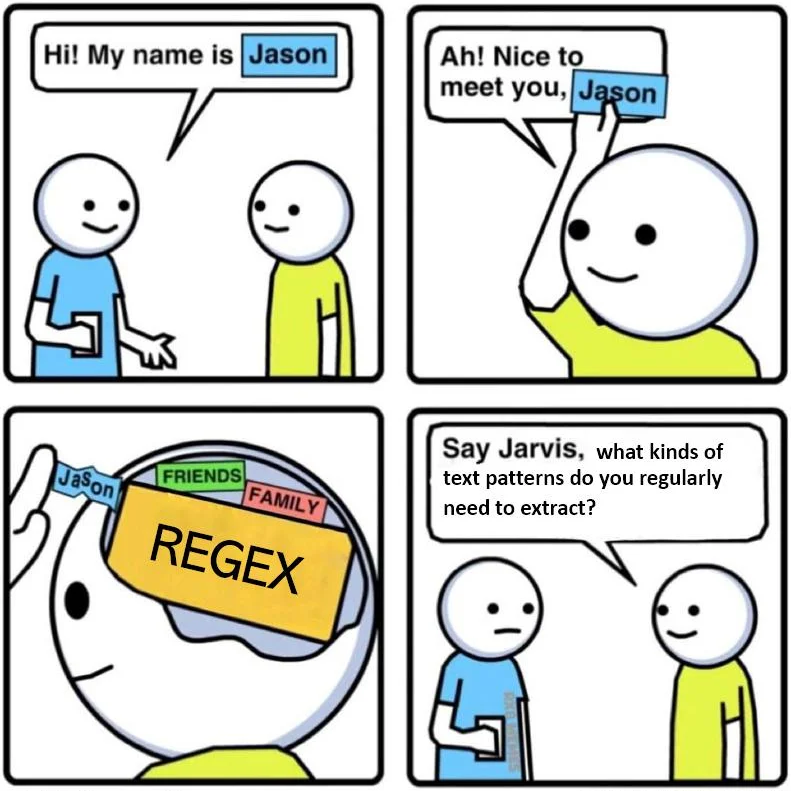 Hi! My name is Jason
Ah! Nice to
meet you, Jason
Jason
FRIENDS
FAMILY
REGEX
Say Jarvis, what kinds of
text patterns do you regularly
need to extract?